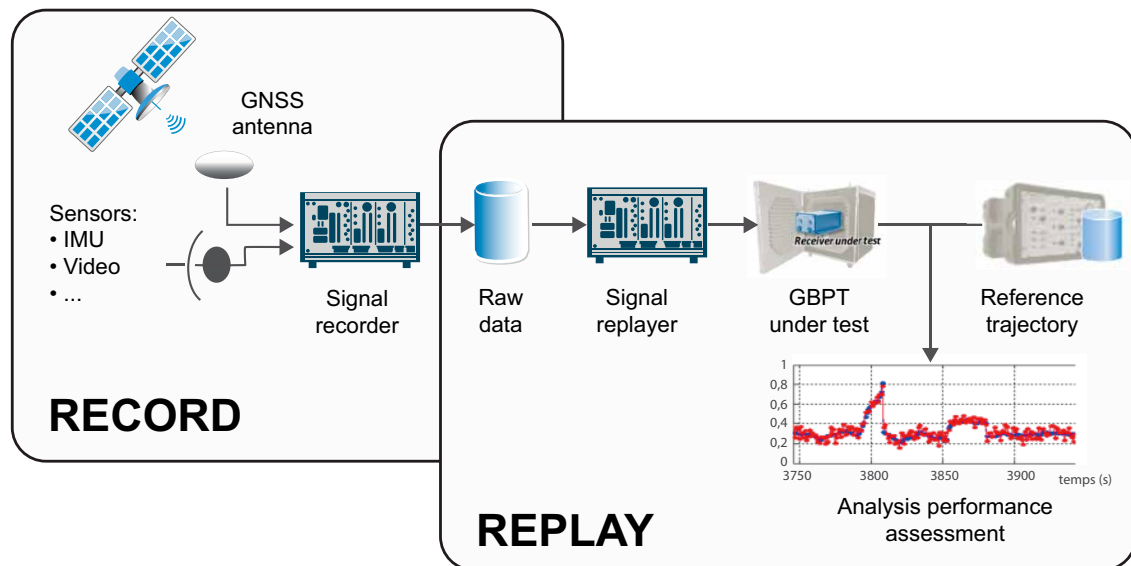 GNSS
antenna
Sensors:
• IMU
• Video
• ...
Signal
recorder
RECORD
Raw
data
Signal
replayer
Receiver under test
GBPT
under test
Reference
trajectory
1
0,8
0,6
0,4
0,2
0
3750
3800
3850
3900
temps (s)
Analysis performance
assessment
REPLAY